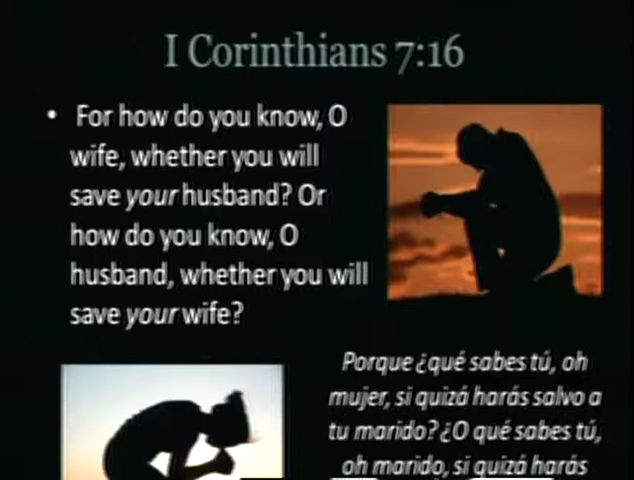 I Corinthians 7:16
• For how do you know, O
wife, whether you will
save your husband? Or
how do you know, O
husband, whether you will
save your wife?
Porque ¿qué sabes tú, oh
mujer, si quizá harás salvo a
tu marido? ¿O qué sabes tú,
oh marido, si quizá harás